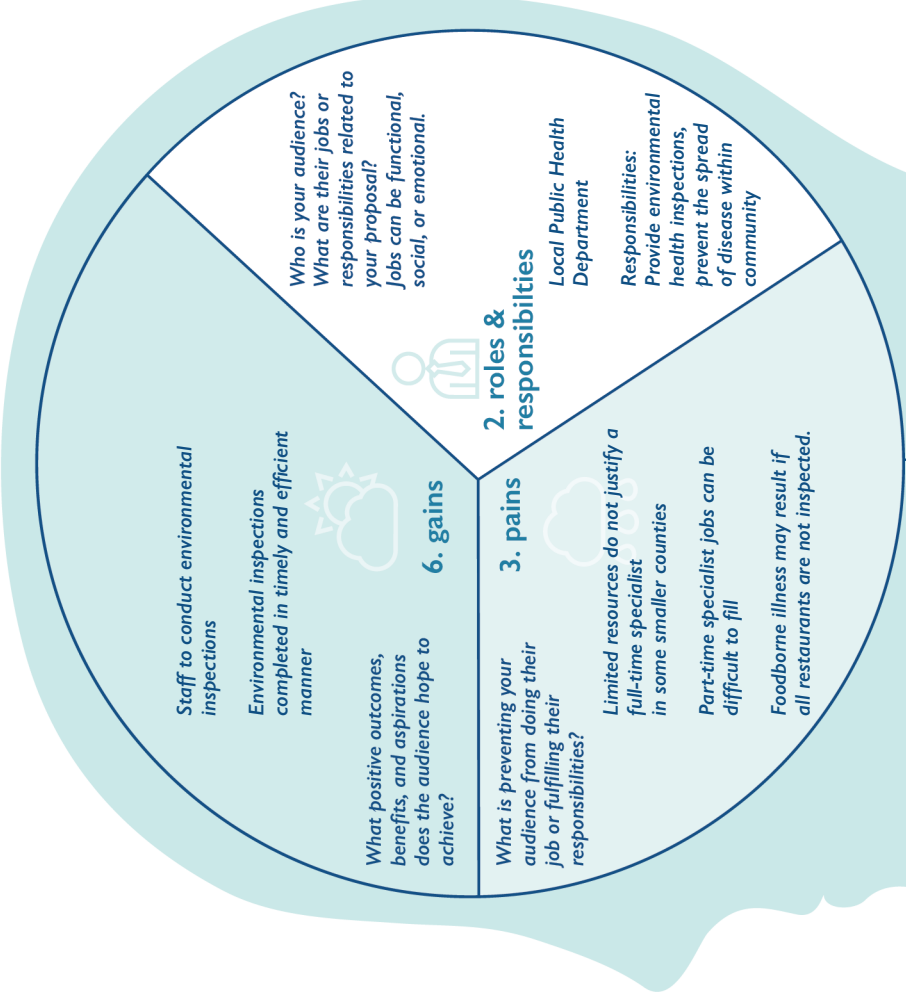 6. gains
What positive outcomes,
benefits, and aspirations
does the audience hope to
achieve?
Staff to conduct environmental
inspections
Environmental inspections
completed in timely and efficient
manner
2. roles &
responsibilties
Who is your audience?
What are their jobs or
responsibilities related to
your proposal?
Jobs can be functional,
social, or emotional.
Local Public Health
Department
Responsibilities:
Provide environmental
health inspections,
prevent the spread
of disease within
community
3. pains
What is preventing your
audience from doing their
job or fulfilling their
responsibilities?
Limited resources do not justify a
full-time specialist
in some smaller counties
Part-time specialist jobs can be
difficult to fill
Foodborne illness may result if
all restaurants are not inspected.